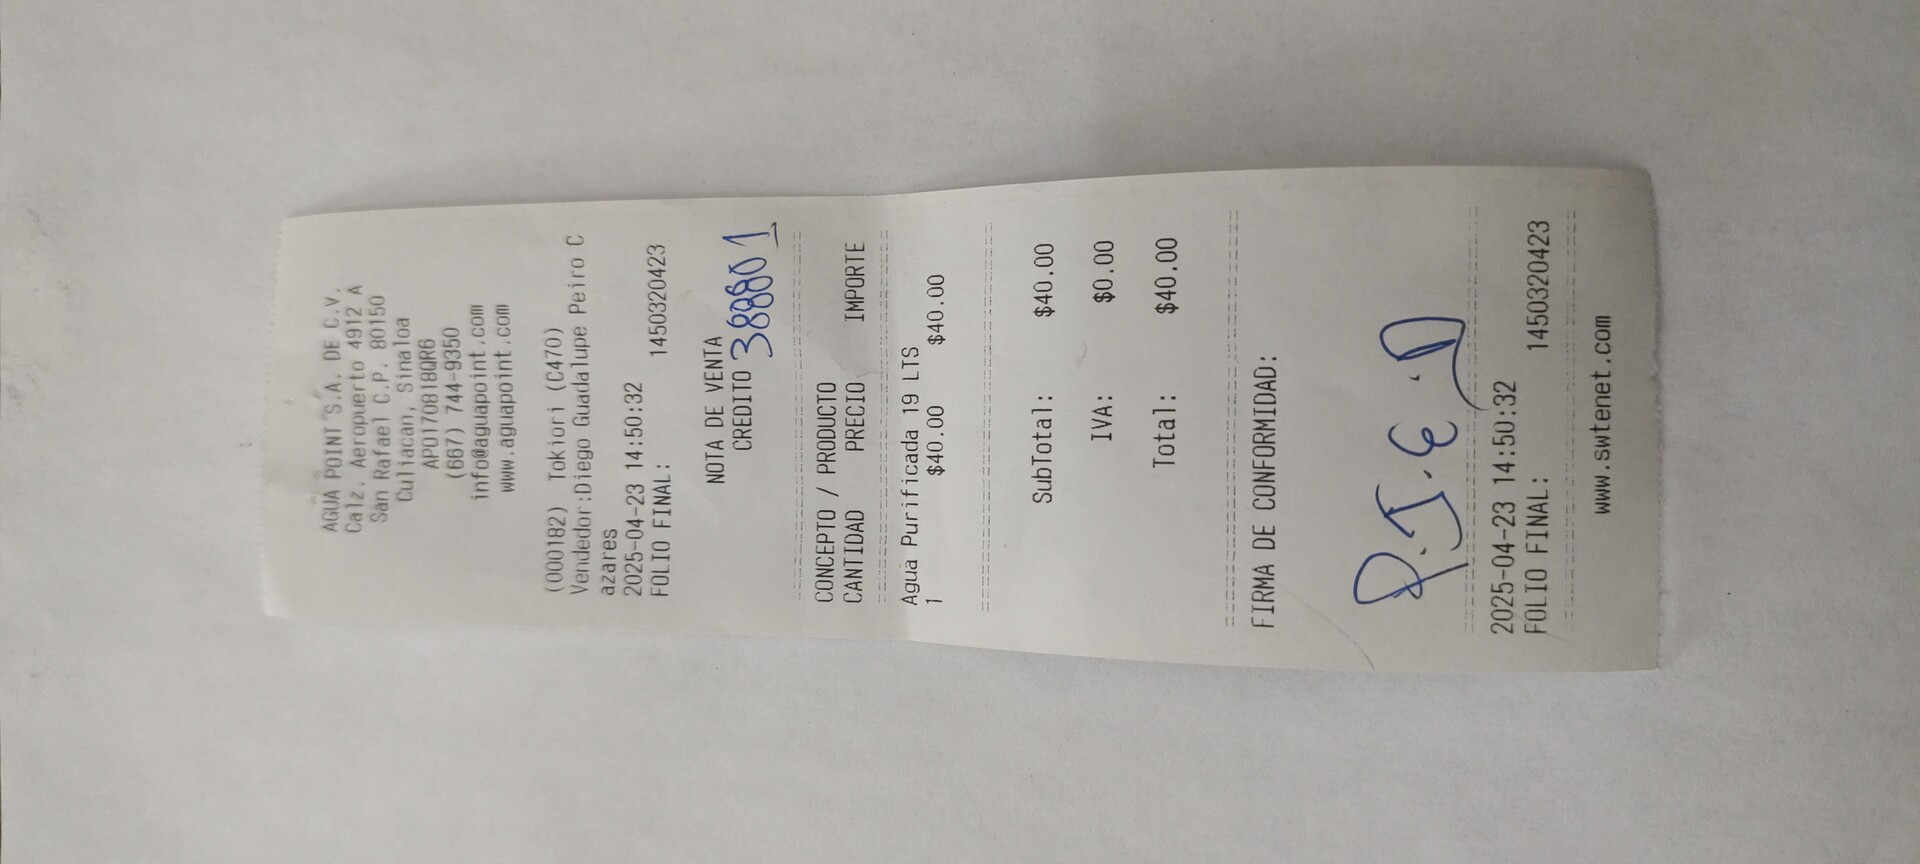 AGUA POINT S.A. DE C.V.
Calz. Aeropuerto 4912 A
San Rafael C.P. 80150
Culiacan, Sinaloa
APO170818QR6
(667) 744-9350
info@aguapoint.com
www.aguapoint.com
(000182) Tokiori (C470)
Vendedor:Diego Guadalupe Peiro C
azares
2025-04-23 14:50:32
FOLIO FINAL: 1450320423
NOTA DE VENTA
CREDITO 38801
CONCEPTO / PRODUCTO
CANTIDAD PRECIO IMPORTE
Agua Purificada 19 LTS
1 $40.00 $40.00
SubTotal: $40.00
IVA: $0.00
Total: $40.00
FIRMA DE CONFORMIDAD:
2025-04-23 14:50:32
FOLIO FINAL: 1450320423
www.swtenet.com